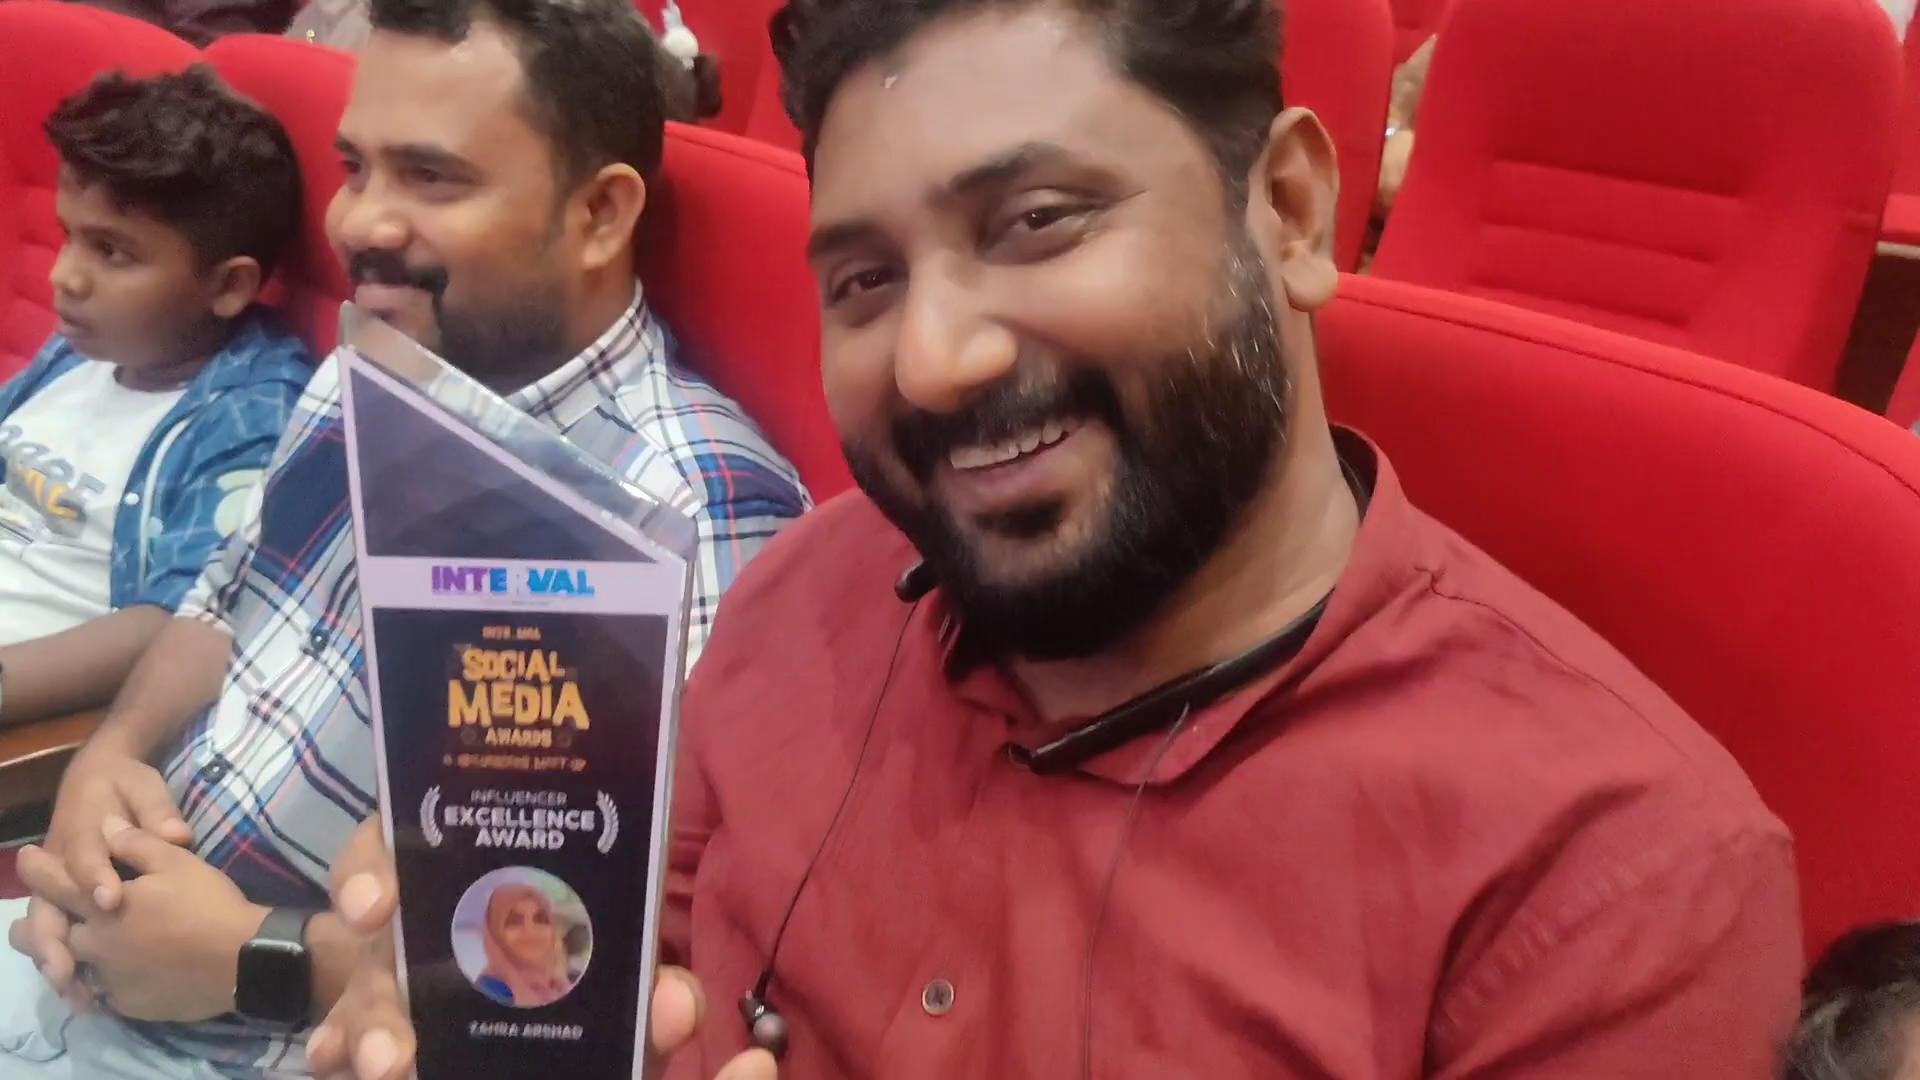 INTERVAL
SOCIAL
MEDIA
AWARDS
INFLUENCER
EXCELLENCE
AWARD
ZAHRA ARSHAD